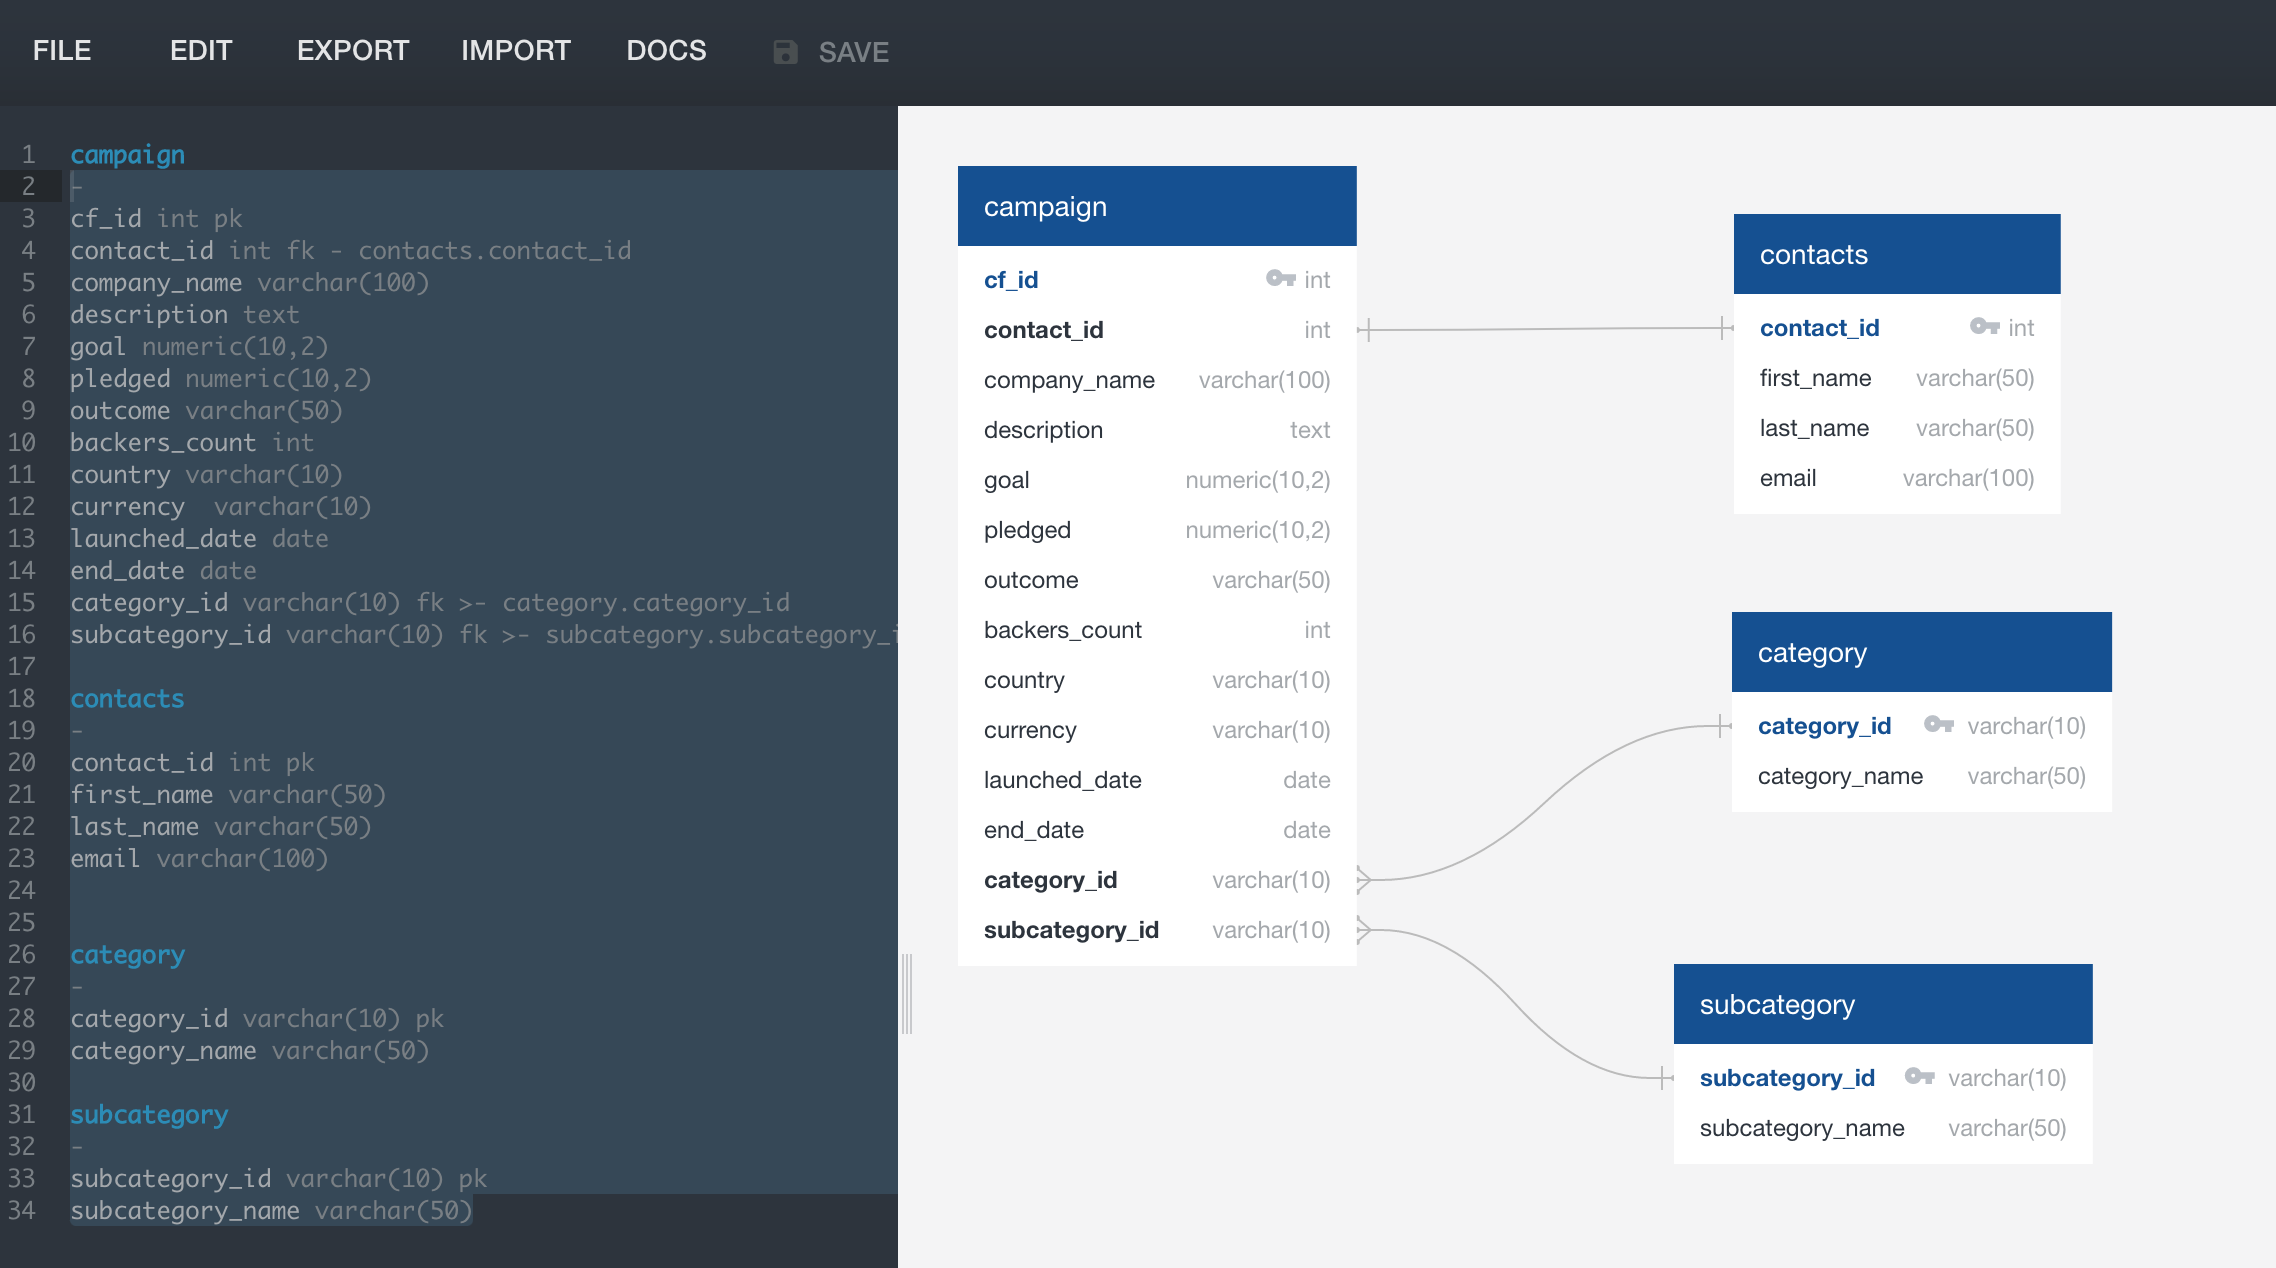 FILE EDIT EXPORT IMPORT DOCS SAVE
1 campaign
2 -
3 cf_id int pk
4 contact_id int fk - contacts.contact_id
5 company_name varchar(100)
6 description text
7 goal numeric(10,2)
8 pledged numeric(10,2)
9 outcome varchar(50)
10 backers_count int
11 country varchar(10)
12 currency  varchar(10)
13 launched_date date
14 end_date date
15 category_id varchar(10) fk >- category.category_id
16 subcategory_id varchar(10) fk >- subcategory.subcategory_i
17
18 contacts
19 -
20 contact_id int pk
21 first_name varchar(50)
22 last_name varchar(50)
23 email varchar(100)
24
25
26 category
27 -
28 category_id varchar(10) pk
29 category_name varchar(50)
30
31 subcategory
32 -
33 subcategory_id varchar(10) pk
34 subcategory_name varchar(50)
campaign
cf_id int
contact_id int
company_name varchar(100)
description text
goal numeric(10,2)
pledged numeric(10,2)
outcome varchar(50)
backers_count int
country varchar(10)
currency varchar(10)
launched_date date
end_date date
category_id varchar(10)
subcategory_id varchar(10)
contacts
contact_id int
first_name varchar(50)
last_name varchar(50)
email varchar(100)
category
category_id varchar(10)
category_name varchar(50)
subcategory
subcategory_id varchar(10)
subcategory_name varchar(50)